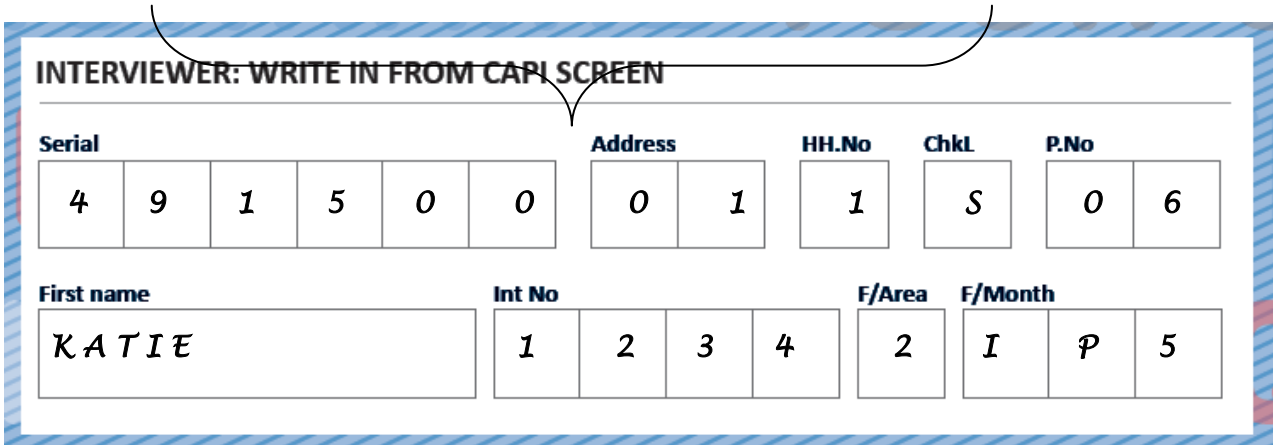 INTERVIEWER: WRITE IN FROM CAPI SCREEN
Serial Address HH.No ChkL P.No
4 9 1 5 0 0 0 1 1 S 0 6
First name Int No F/Area F/Month
KATIE 1 2 3 4 2 I P 5